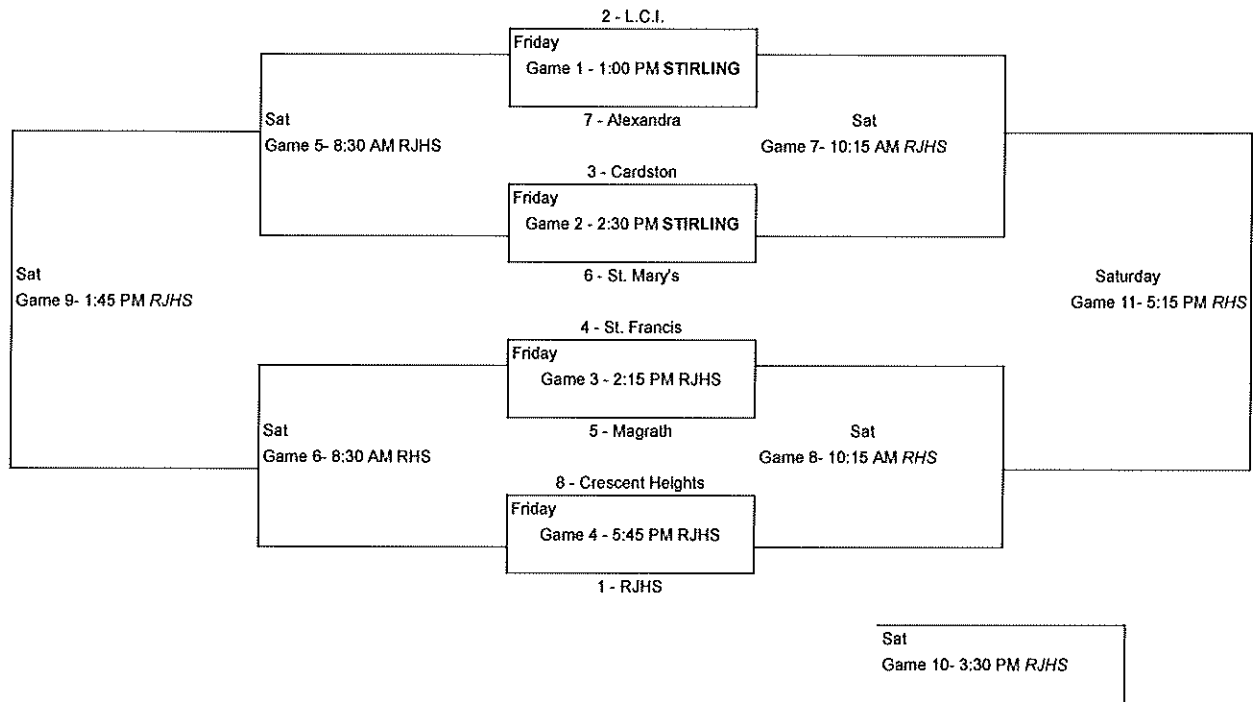 2 - L.C.I.
Friday
Game 1 - 1:00 PM STIRLING
7 - Alexandra
Sat
Game 5- 8:30 AM RJHS
Sat
Game 7- 10:15 AM RJHS
3 - Cardston
Friday
Game 2 - 2:30 PM STIRLING
6 - St. Mary's
Sat
Game 9- 1:45 PM RJHS
Saturday
Game 11- 5:15 PM RHS
4 - St. Francis
Friday
Game 3 - 2:15 PM RJHS
5 - Magrath
Sat
Game 6- 8:30 AM RHS
Sat
Game 8- 10:15 AM RHS
8 - Crescent Heights
Friday
Game 4 - 5:45 PM RJHS
1 - RJHS
Sat
Game 10- 3:30 PM RJHS